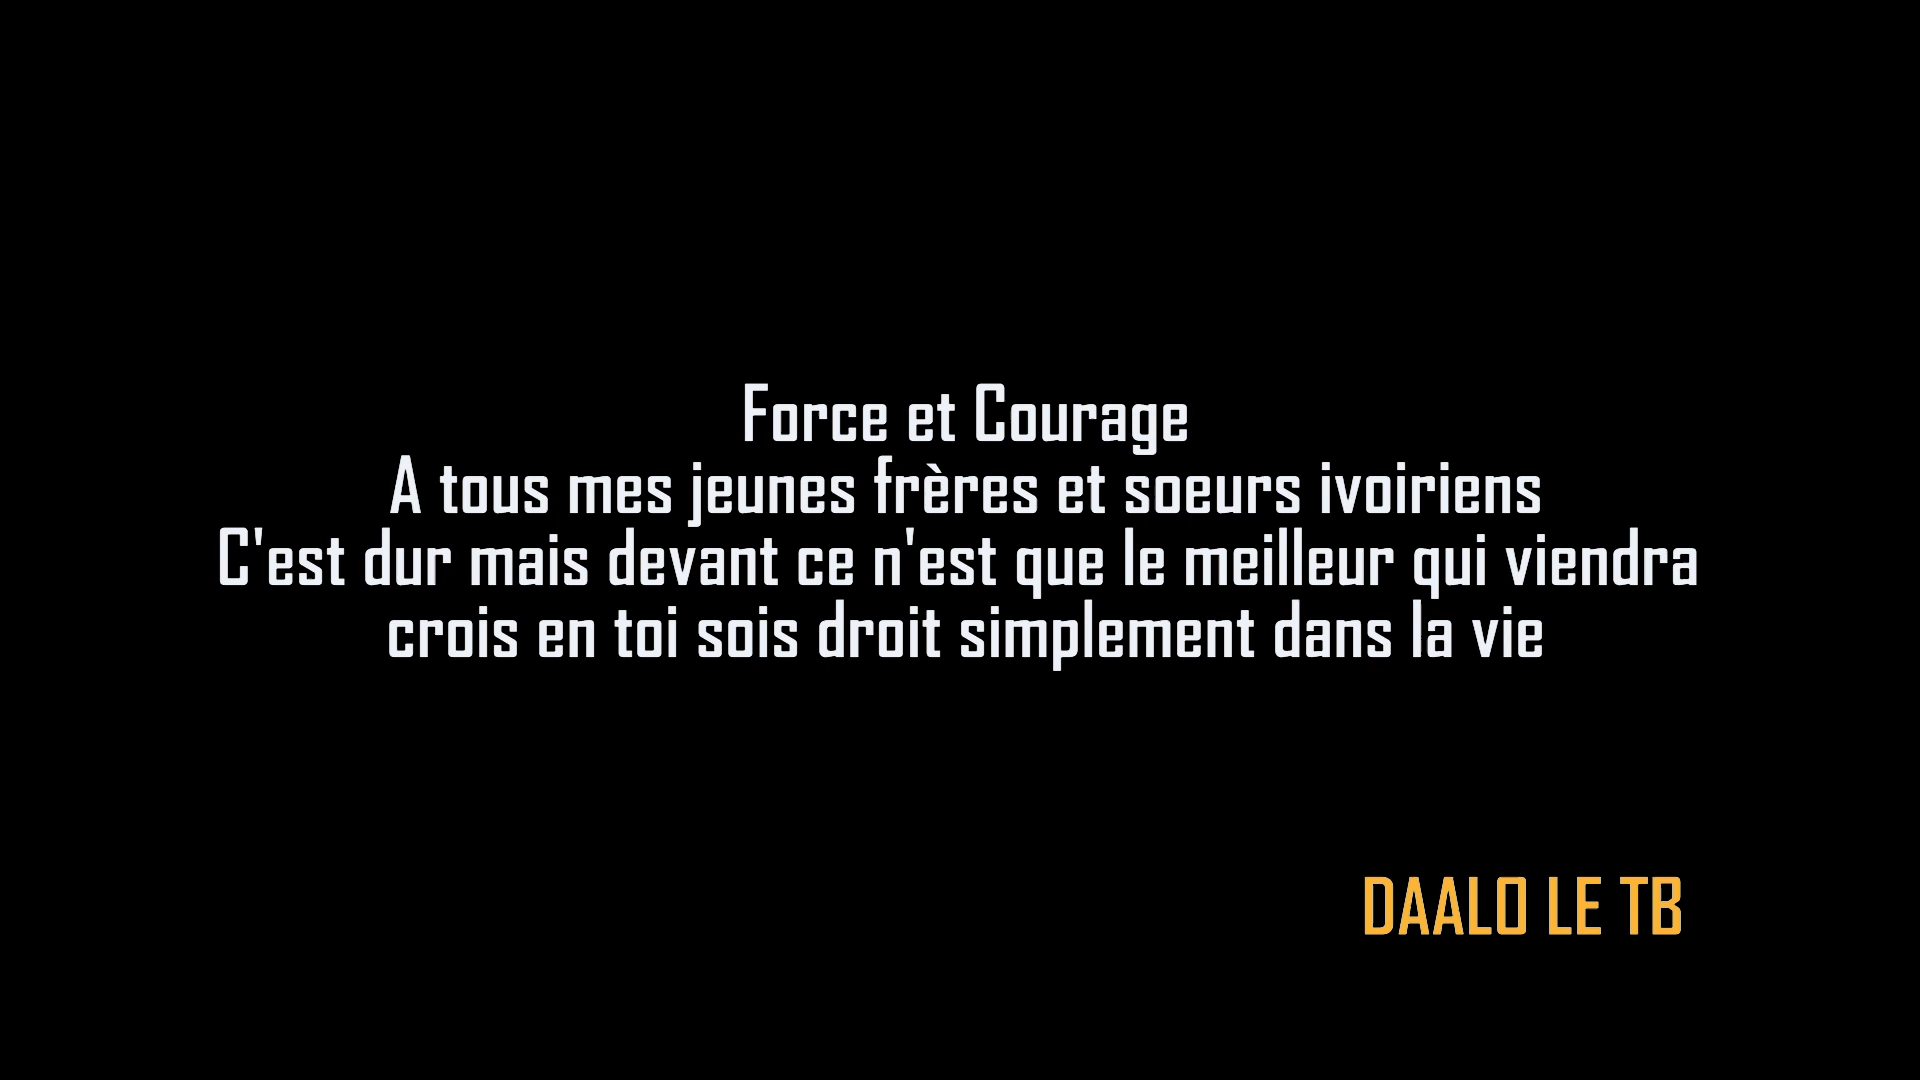 Force et Courage
A tous mes jeunes frères et soeurs ivoiriens
C'est dur mais devant ce n'est que le meilleur qui viendra
crois en toi sois droit simplement dans la vie
DAALO LE TB